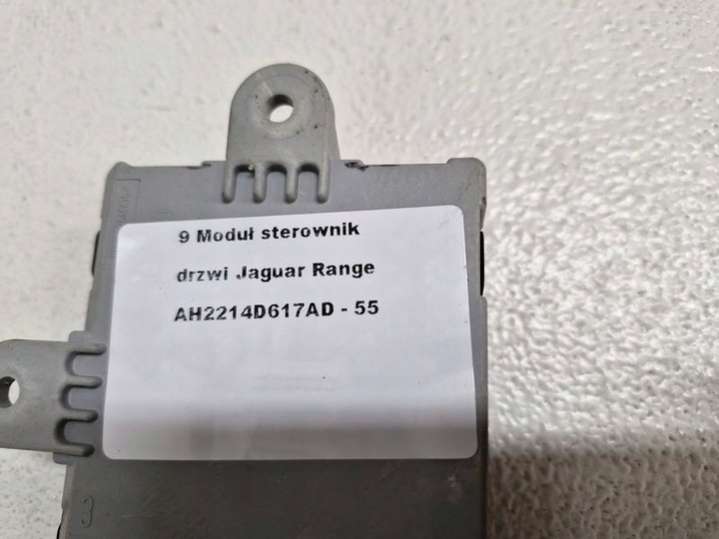 9 Moduł sterownik
drzwi Jaguar Range
AH2214D617AD - 55